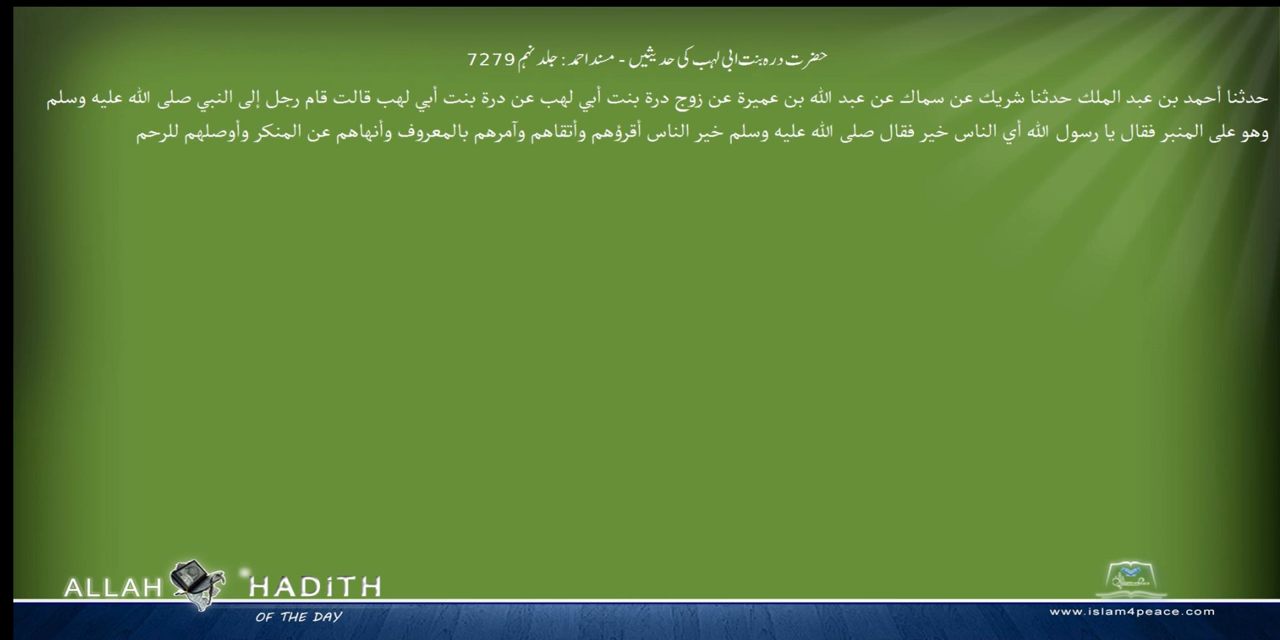 حضرت درہ بنت ابی لہب کی حدیثیں - مسند احمد : جلد نہم 7279
حدثنا أحمد بن عبد الملك حدثنا شريك عن سماك عن عبد الله بن عميرة عن زوج درة بنت أبي لهب عن درة بنت أبي لهب قالت قام رجل إلى النبي صلى الله عليه وسلم
وهو على المنبر فقال يا رسول الله أي الناس خير فقال صلى الله عليه وسلم خير الناس أقرؤهم وأتقاهم وآمرهم بالمعروف وأنهاهم عن المنكر وأوصلهم للرحم
ALLAH HADITH
OF THE DAY
www.islam4peace.com